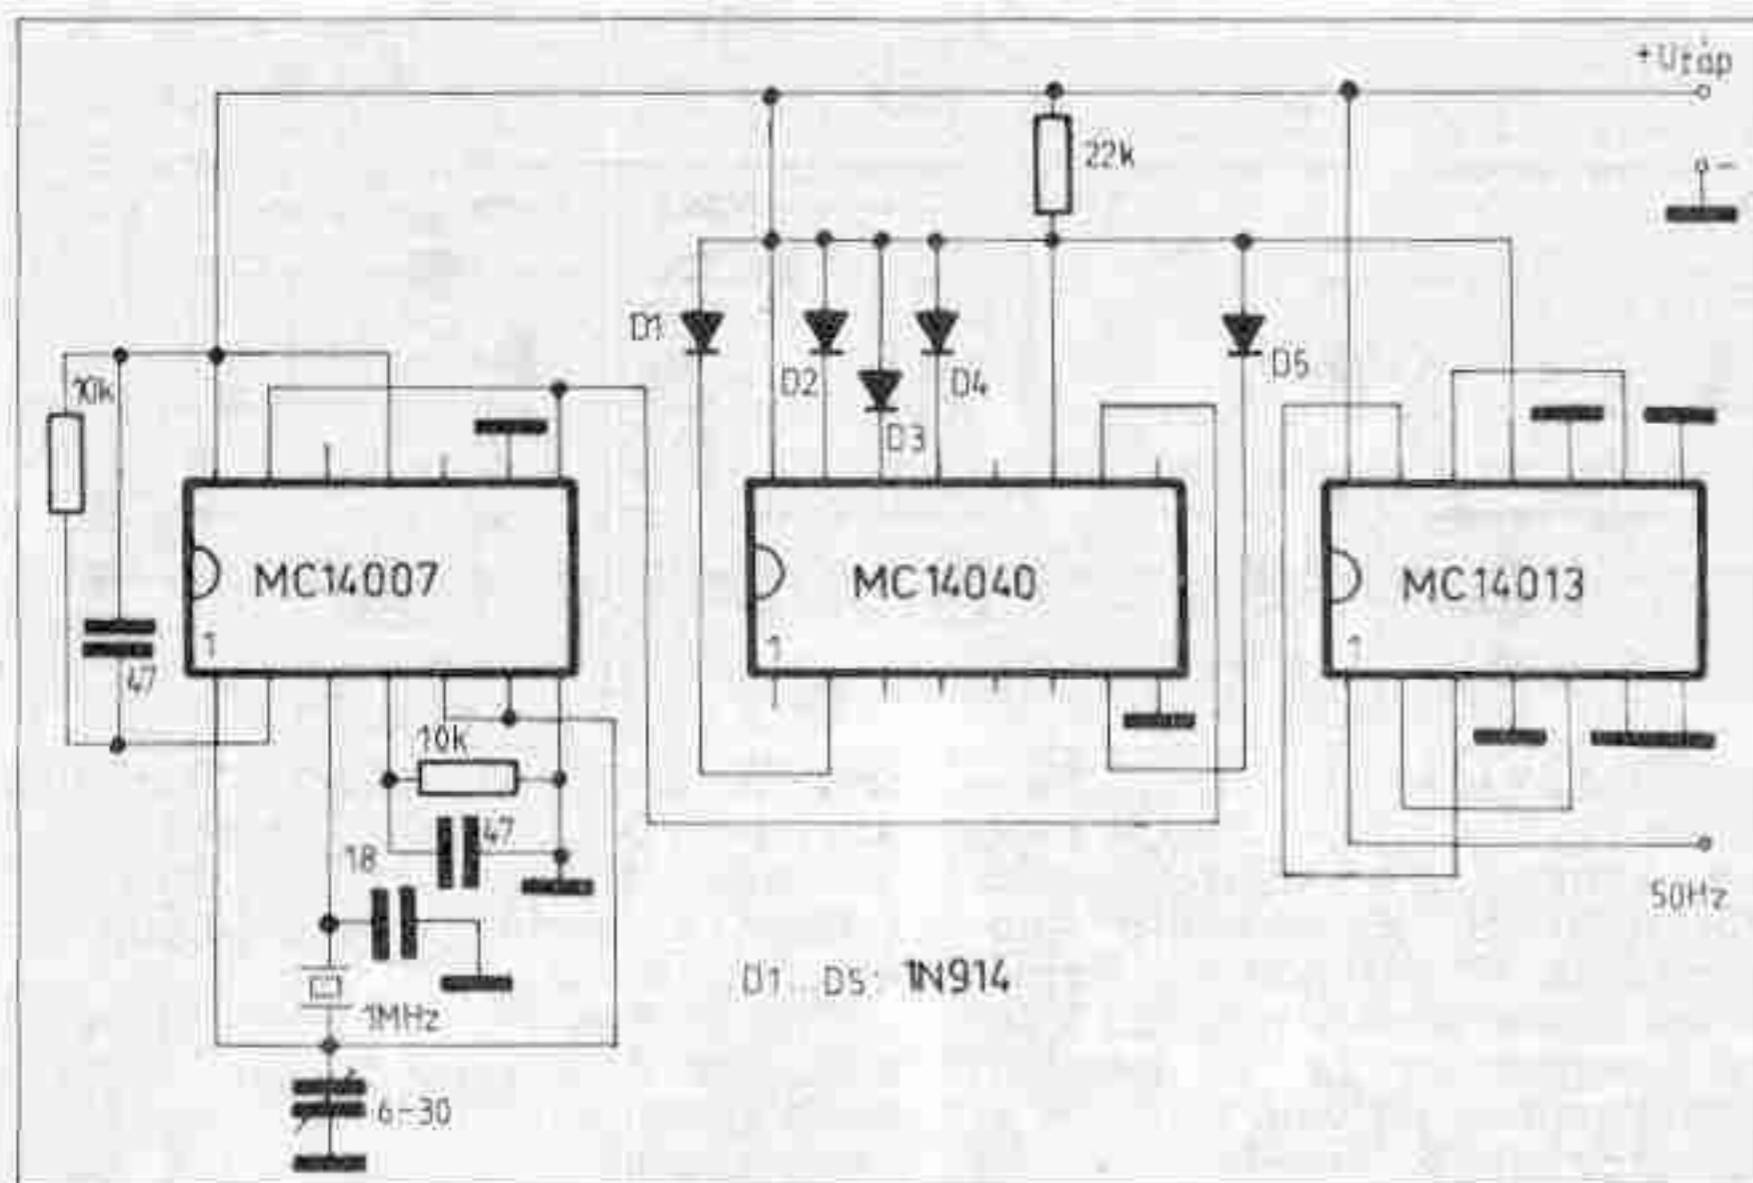 +Utáp
22k
-
D1
D2
D3
D4
D5
10k
MC14007
1
47
MC14040
1
MC14013
1
10k
47
18
1MHz
6-30
50Hz
D1...D5: 1N914